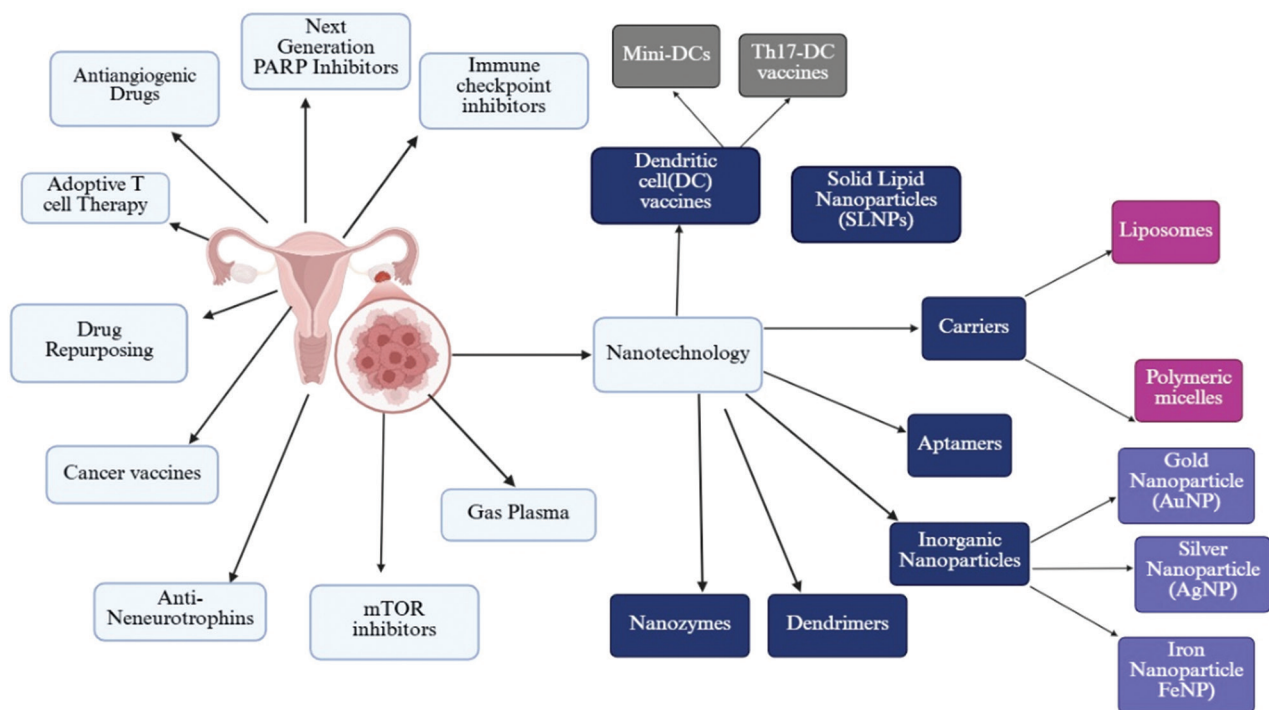 Next
Generation
PARP Inhibitors
Antiangiogenic
Drugs
Immune
checkpoint
inhibitors
Adoptive T
cell Therapy
Drug
Repurposing
Cancer vaccines
Anti-
Neneurotrophins
mTOR
inhibitors
Gas Plasma
Nanotechnology
Mini-DCs
Th17-DC
vaccines
Dendritic
cell(DC)
vaccines
Solid Lipid
Nanoparticles
(SLNPs)
Carriers
Liposomes
Polymeric
micelles
Aptamers
Inorganic
Nanoparticles
Gold
Nanoparticle
(AuNP)
Silver
Nanoparticle
(AgNP)
Iron
Nanoparticle
FeNP)
Nanozymes
Dendrimers